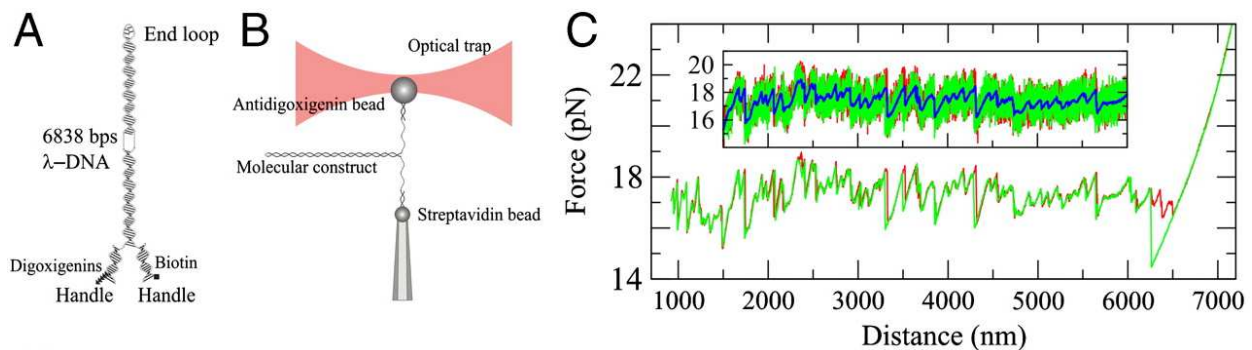 A
End loop
6838 bps
λ−DNA
Digoxigenins
Biotin
Handle
Handle
B
Optical trap
Antidigoxigenin bead
Molecular construct
Streptavidin bead
C
Force (pN)
22
18
14
20
18
16
1000 2000 3000 4000 5000 6000 7000
Distance (nm)